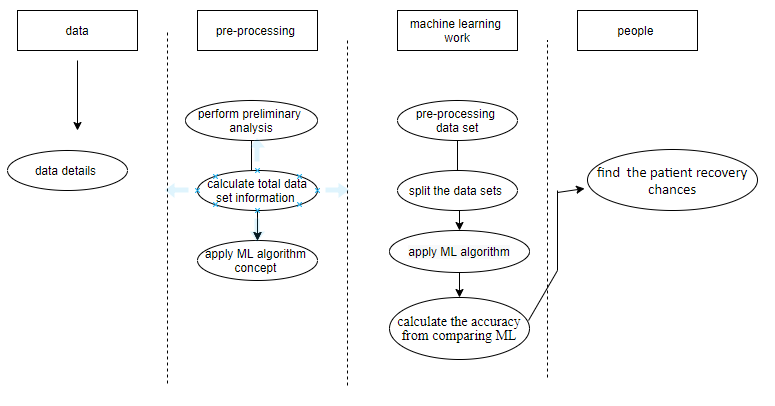 data
pre-processing
machine learning
work
people
perform preliminary
analysis
pre-processing
data set
data details
calculate total data
set information
split the data sets
find the patient recovery
chances
apply ML algorithm
concept
apply ML algorithm
calculate the accuracy
from comparing ML